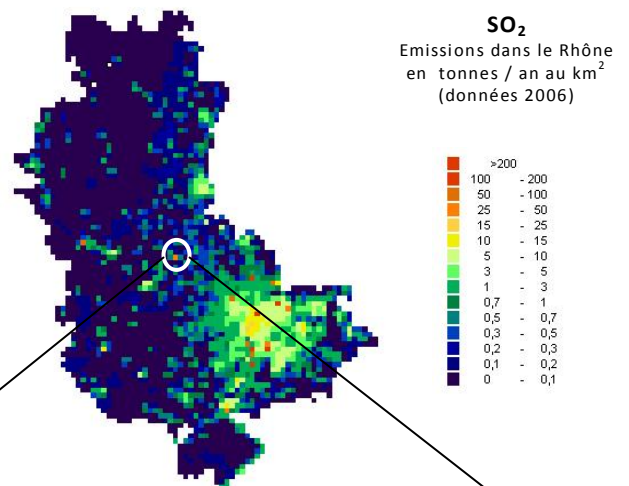 SO₂
Emissions dans le Rhône
en tonnes / an au km²
(données 2006)
>200
100 - 200
50 - 100
25 - 50
15 - 25
10 - 15
5 - 10
3 - 5
1 - 3
0,7 - 1
0,5 - 0,7
0,3 - 0,5
0,2 - 0,3
0,1 - 0,2
0 - 0,1